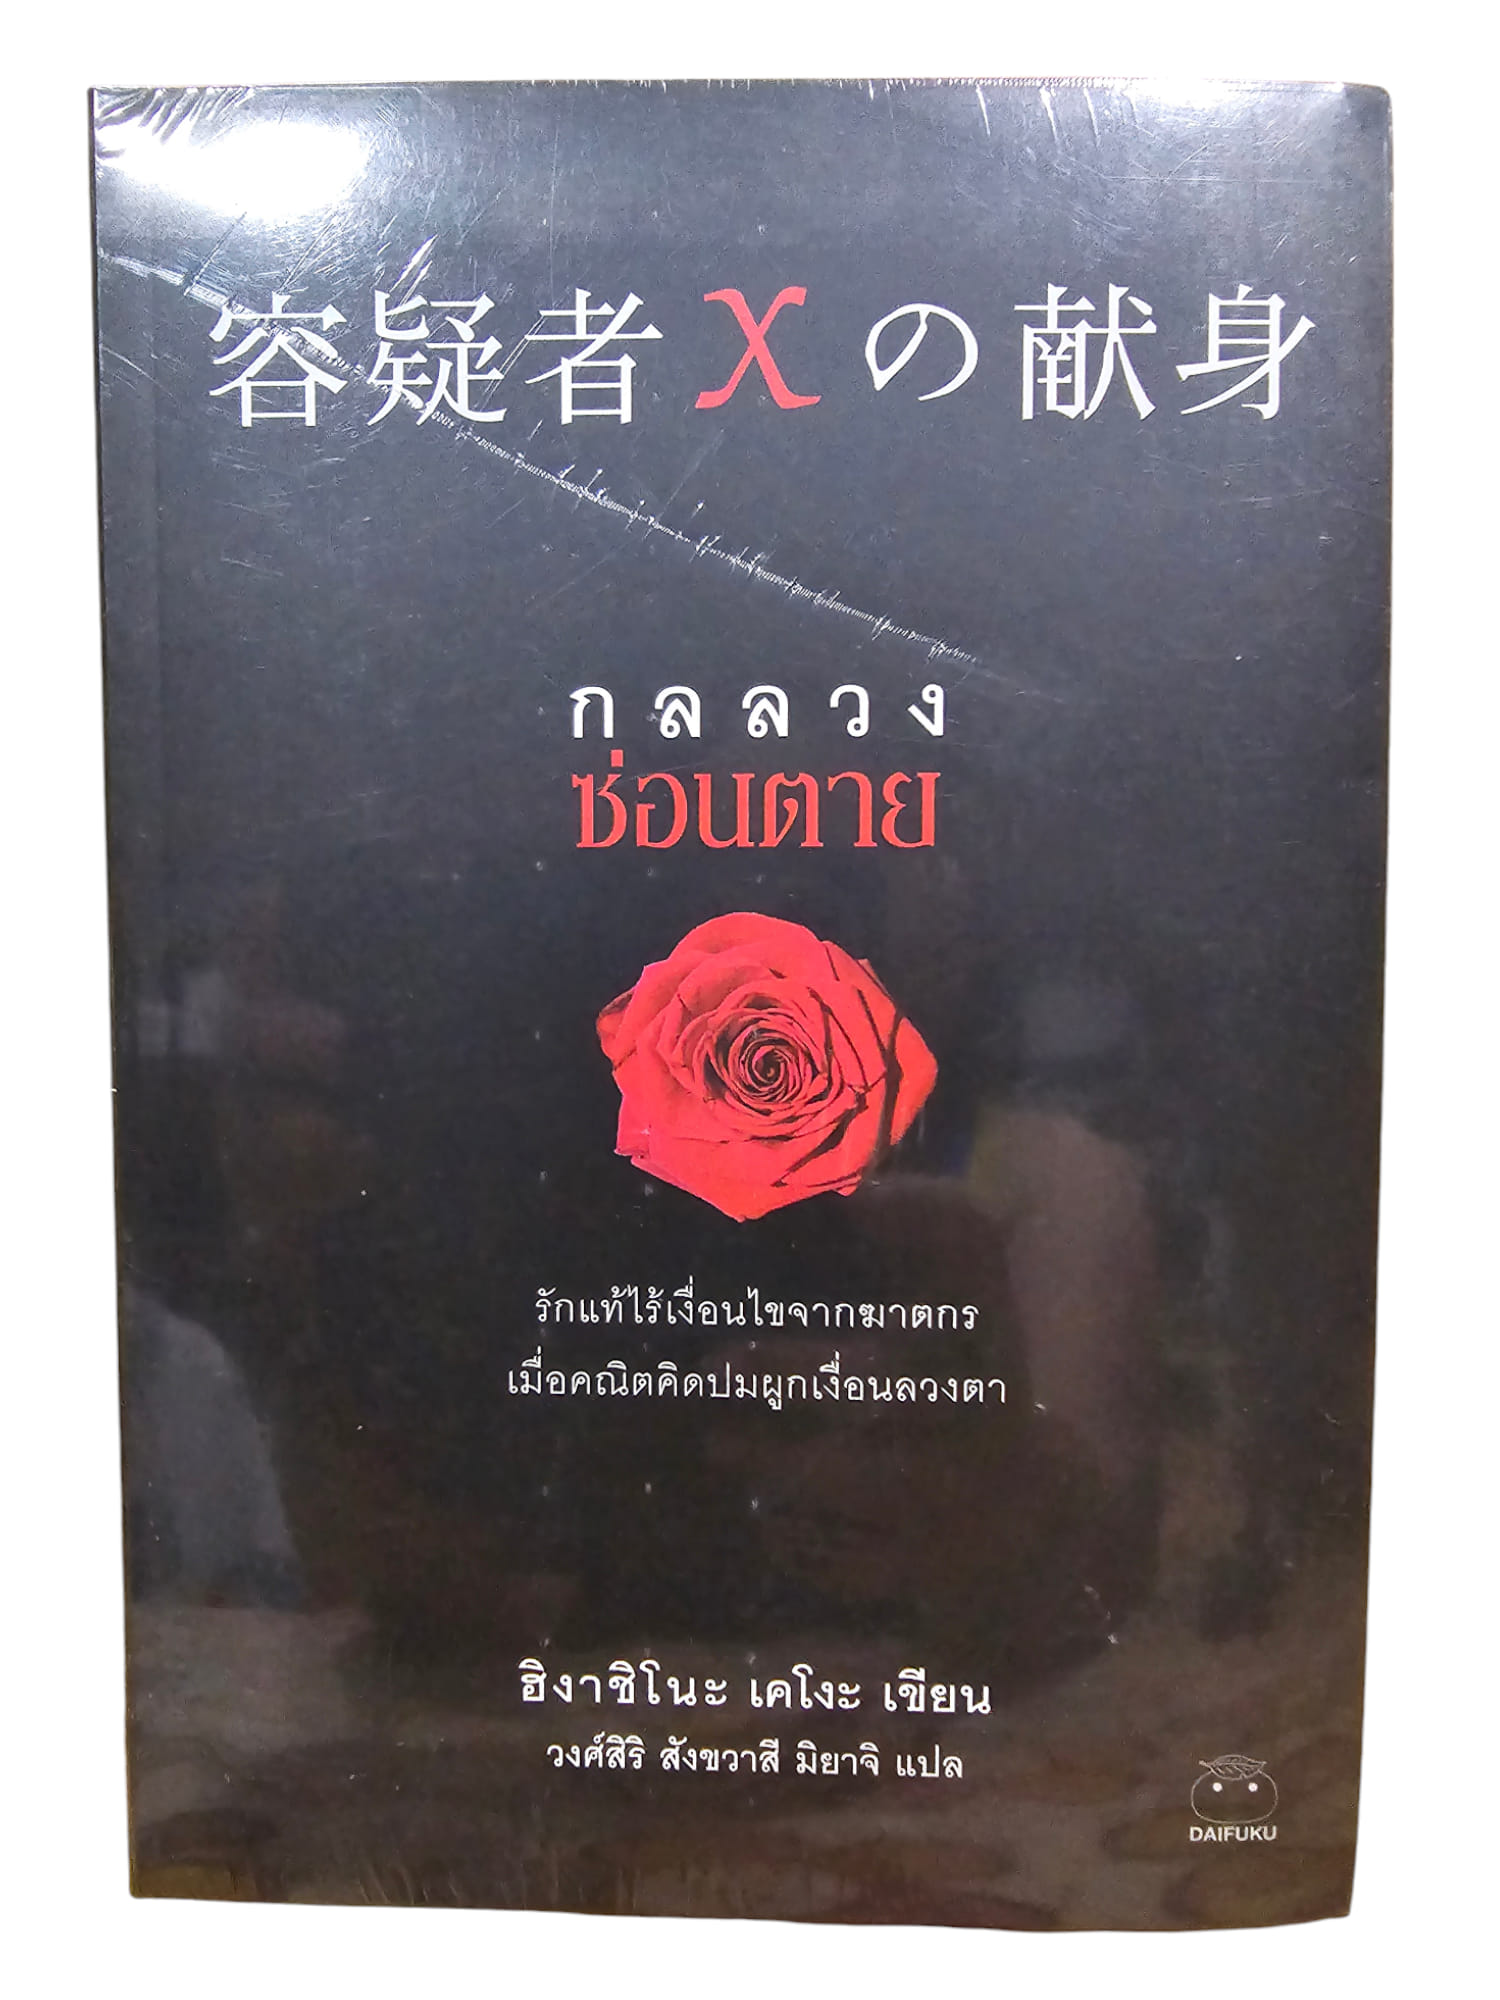 容疑者Xの献身
กลลวง
ซ่อนตาย
รักแท้ไร้เงื่อนไขจากฆาตกร
เมื่อคณิตคิดปมผูกเงื่อนลวงตา
ฮิงาชิโนะ เคโงะ เขียน
วงศ์สิริ สังขวาสี มิยาจิ แปล
DAIFUKU